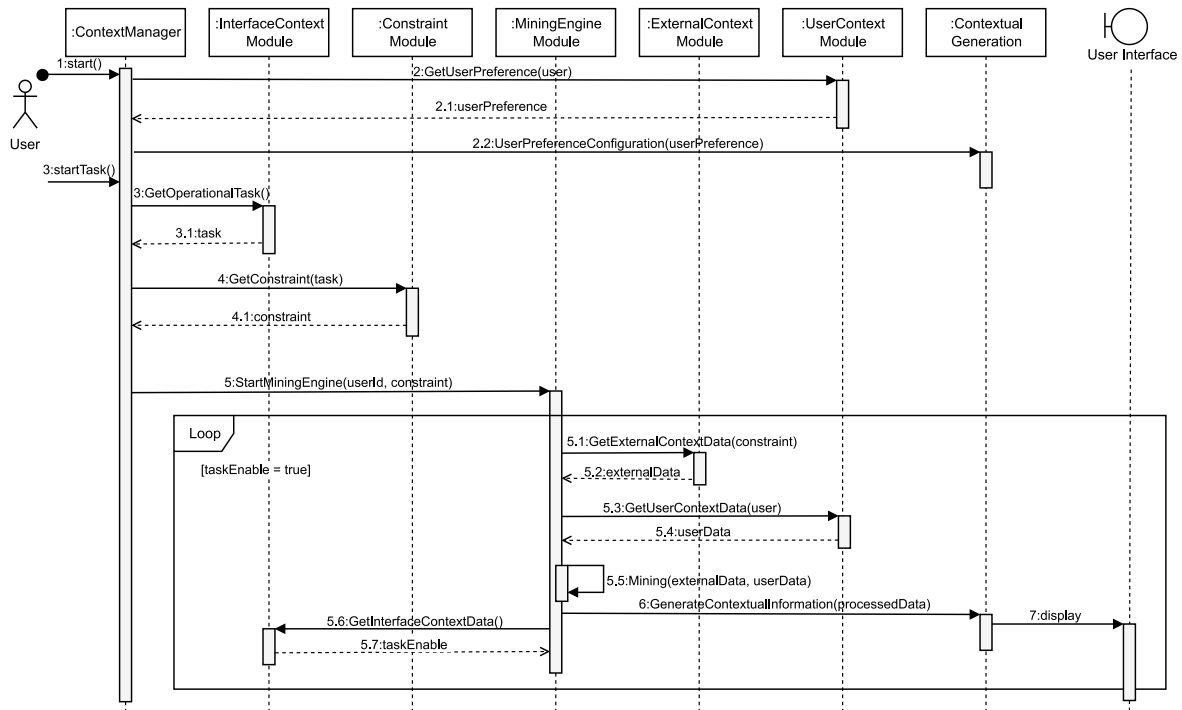 :ContextManager
:InterfaceContext
Module
:Constraint
Module
:MiningEngine
Module
:ExternalContext
Module
:UserContext
Module
:Contextual
Generation
User Interface
1:start()
2:GetUserPreference(user)
2.1:userPreference
User
2.2:UserPreferenceConfiguration(userPreference)
3:startTask()
3:GetOperationalTask()
3.1:task
4:GetConstraint(task)
4.1:constraint
5:StartMiningEngine(userId, constraint)
Loop
[taskEnable = true]
5.1:GetExternalContextData(constraint)
5.2:externalData
5.3:GetUserContextData(user)
5.4:userData
5.5:Mining(externalData, userData)
6:GenerateContextualInformation(processedData)
7:display
5.6:GetInterfaceContextData()
5.7:taskEnable